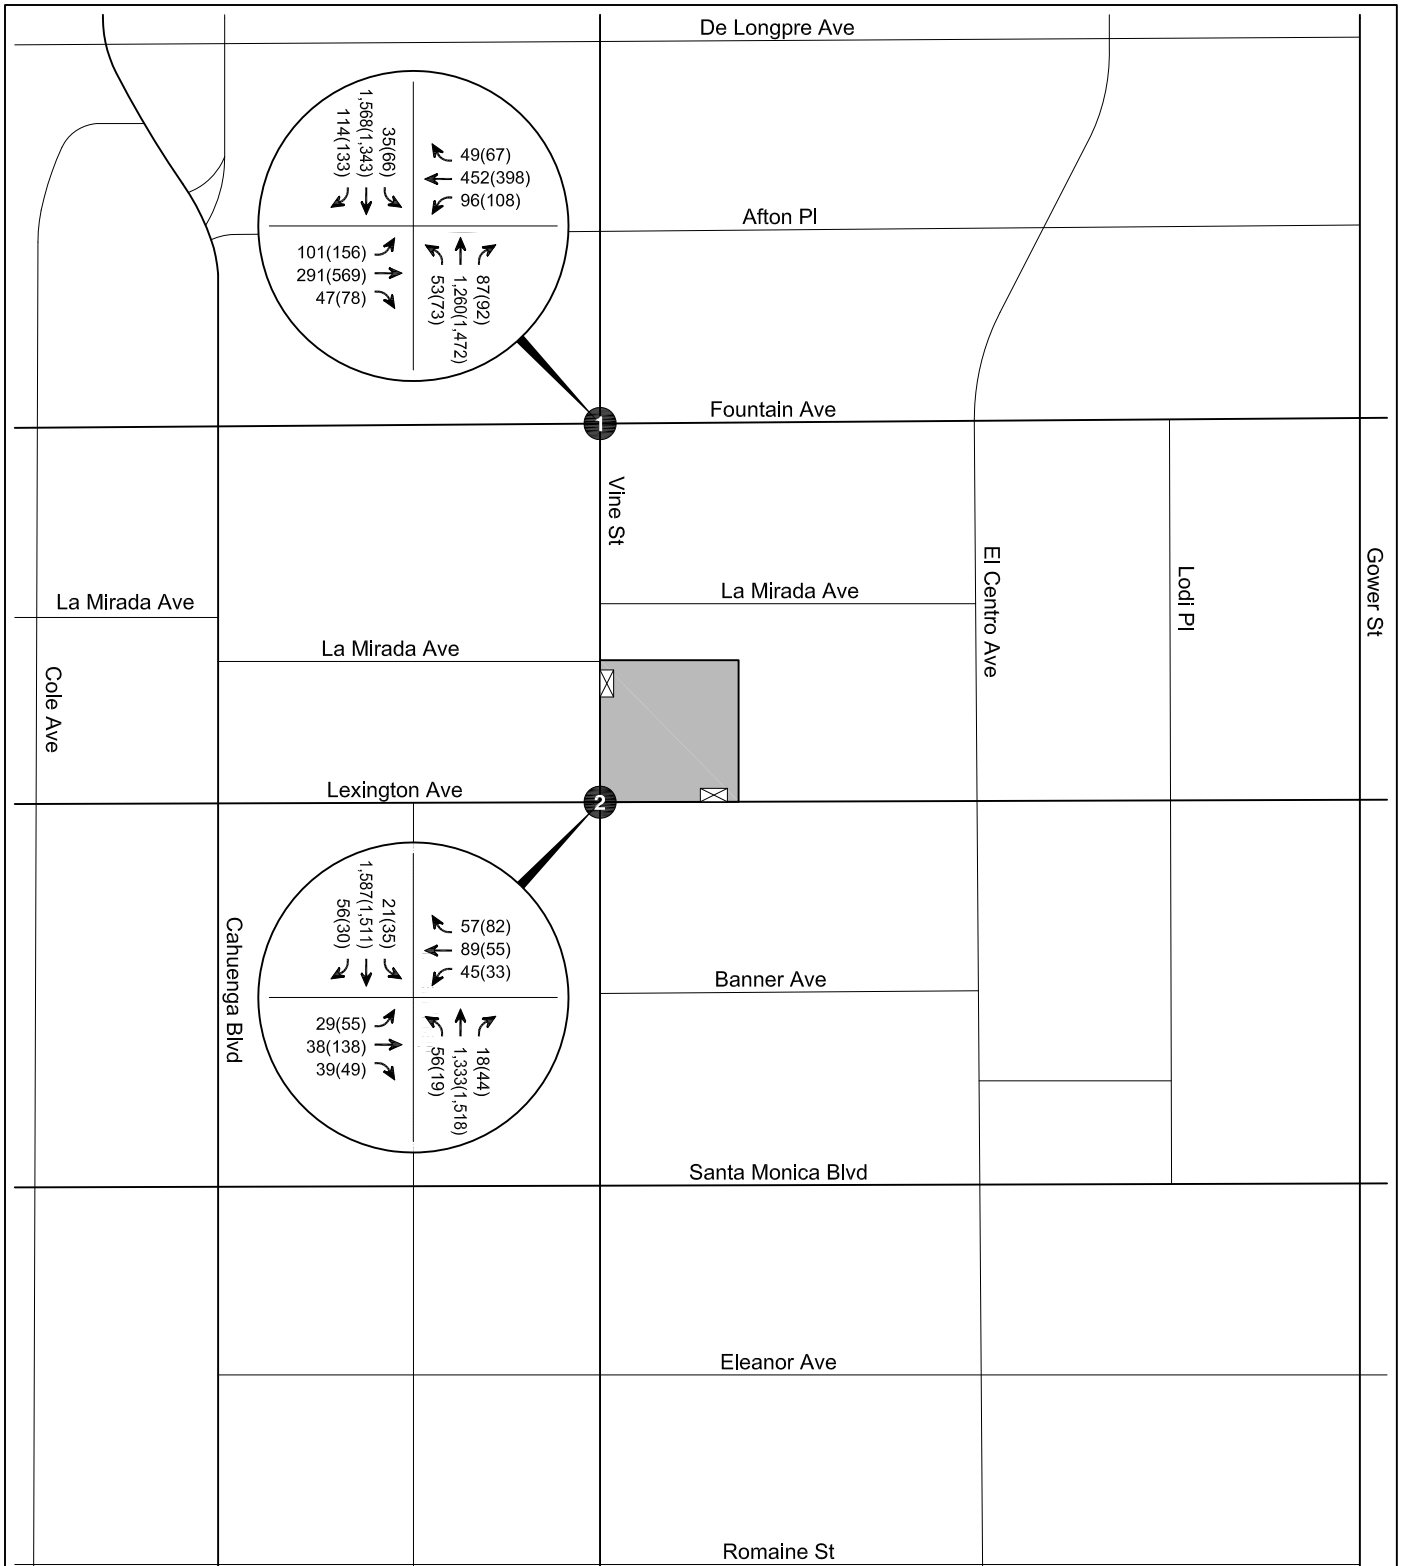 De Longpre Ave
114(133)
1,568(1,343)
35(66)
49(67)
452(398)
96(108)
101(156)
291(569)
47(78)
53(73)
1,260(1,472)
87(92)
Afton Pl
Fountain Ave
1
Vine St
La Mirada Ave
La Mirada Ave
La Mirada Ave
El Centro Ave
Lodi Pl
Gower St
Cole Ave
Lexington Ave
2
56(30)
1,587(1,511)
21(35)
57(82)
89(55)
45(33)
29(55)
38(138)
39(49)
56(19)
1,333(1,518)
18(44)
Cahuenga Blvd
Banner Ave
Santa Monica Blvd
Eleanor Ave
Romaine St